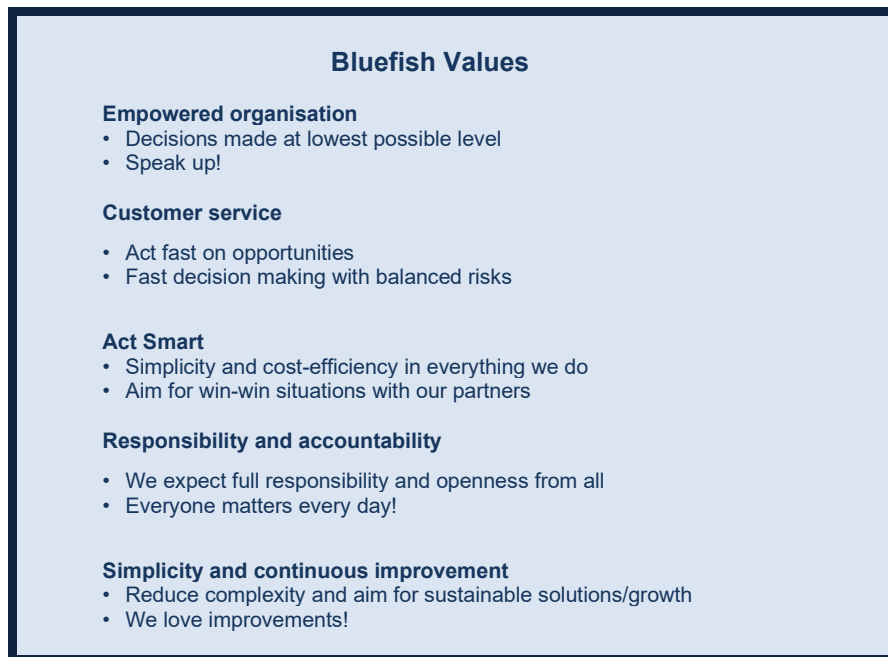 Bluefish Values
Empowered organisation
• Decisions made at lowest possible level
• Speak up!
Customer service
• Act fast on opportunities
• Fast decision making with balanced risks
Act Smart
• Simplicity and cost-efficiency in everything we do
• Aim for win-win situations with our partners
Responsibility and accountability
• We expect full responsibility and openness from all
• Everyone matters every day!
Simplicity and continuous improvement
• Reduce complexity and aim for sustainable solutions/growth
• We love improvements!